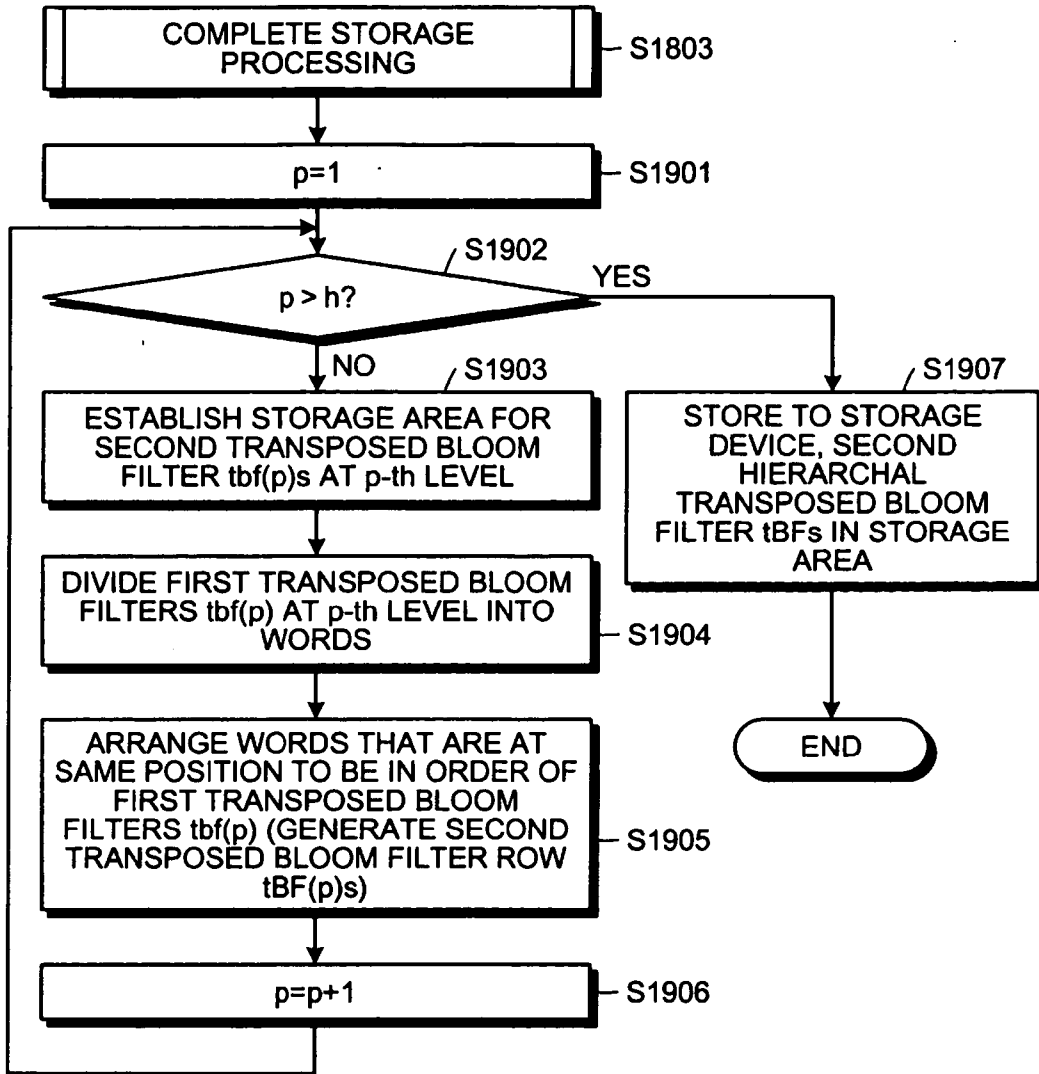 COMPLETE STORAGE
PROCESSING
S1803
p=1
S1901
S1902
p > h?
YES
NO
S1903
ESTABLISH STORAGE AREA FOR
SECOND TRANSPOSED BLOOM
FILTER tbf(p)s AT p-th LEVEL
S1907
STORE TO STORAGE
DEVICE, SECOND
HIERARCHAL
TRANSPOSED BLOOM
FILTER tBFs IN STORAGE
AREA
DIVIDE FIRST TRANSPOSED BLOOM
FILTERS tbf(p) AT p-th LEVEL INTO
WORDS
S1904
END
ARRANGE WORDS THAT ARE AT
SAME POSITION TO BE IN ORDER OF
FIRST TRANSPOSED BLOOM
FILTERS tbf(p) (GENERATE SECOND
TRANSPOSED BLOOM FILTER ROW
tBF(p)s)
S1905
p=p+1
S1906